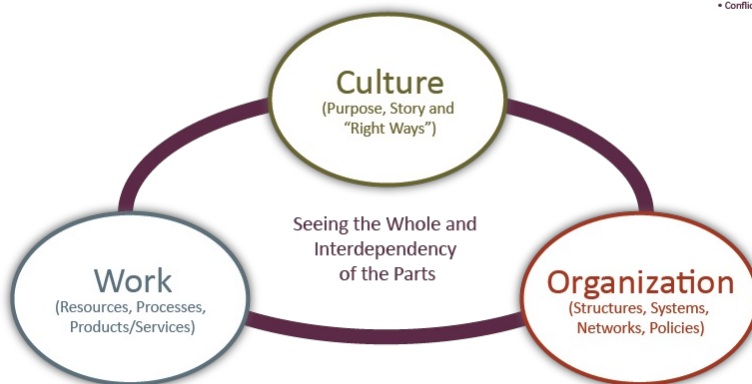 Culture
(Purpose, Story and
“Right Ways”)
Seeing the Whole and
Interdependency
of the Parts
Work
(Resources, Processes,
Products/Services)
Organization
(Structures, Systems,
Networks, Policies)